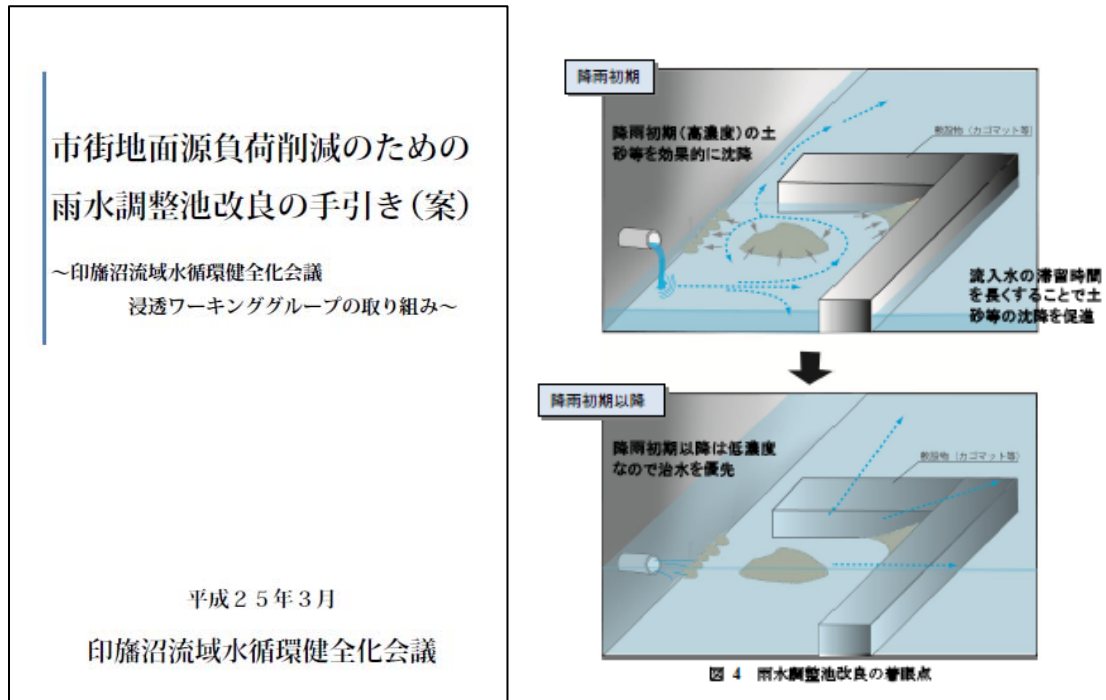 市街地面源負荷削減のための
雨水調整池改良の手引き(案)
~印旛沼流域水循環健全化会議
浸透ワーキンググループの取り組み~
平成25年3月
印旛沼流域水循環健全化会議
降雨初期
降雨初期(高濃度)の土
砂等を効果的に沈降
敷設物(カゴマット等)
流入水の滞留時間
を長くすることで土
砂等の沈降を促進
降雨初期以降
降雨初期以降は低濃度
なので治水を優先
敷設物(カゴマット等)
図 4 雨水調整池改良の着眼点